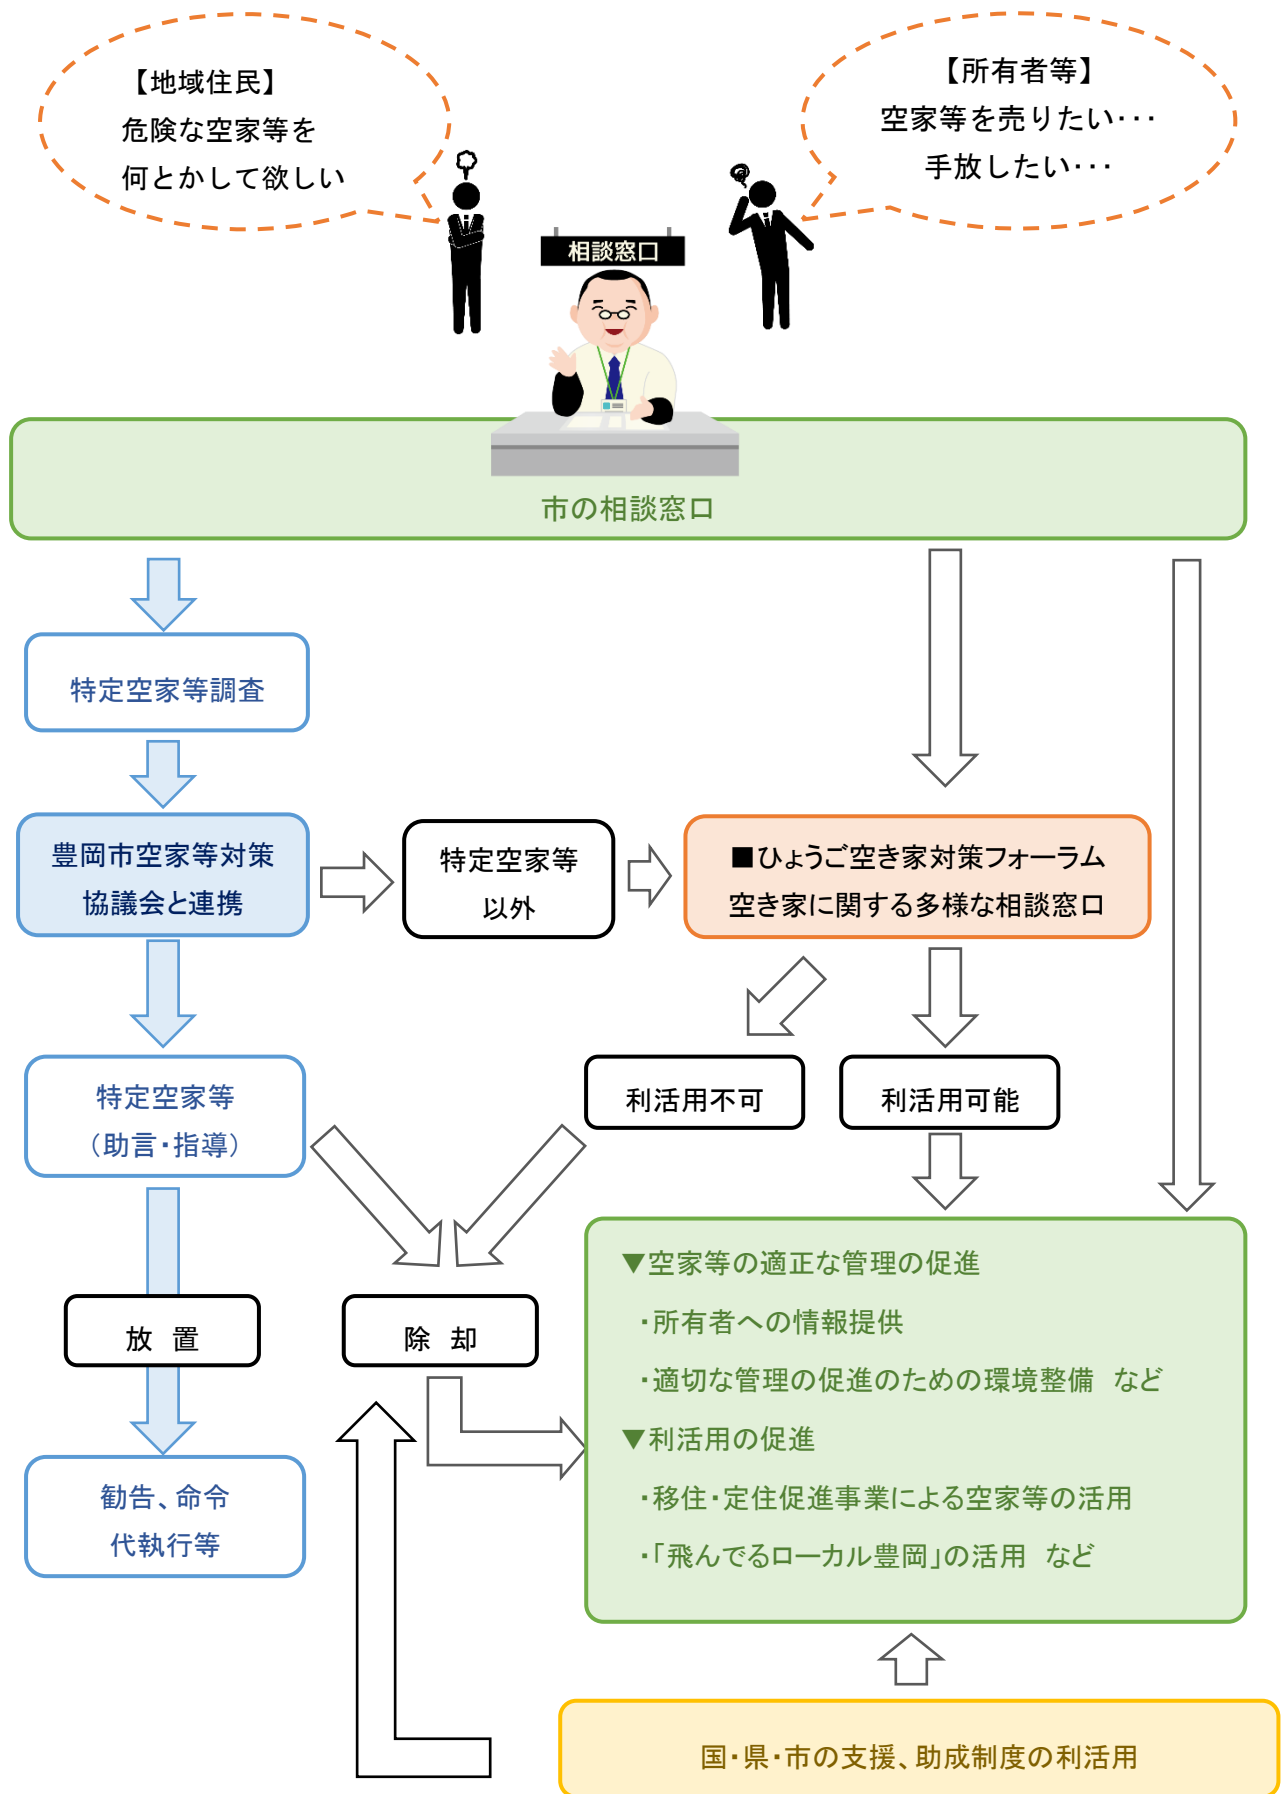 【地域住民】
危険な空家等を
何とかして欲しい
【所有者等】
空家等を売りたい・・・
手放したい・・・
相談窓口
市の相談窓口
特定空家等調査
豊岡市空家等対策
協議会と連携
特定空家等
以外
■ひょうご空き家対策フォーラム
空き家に関する多様な相談窓口
特定空家等
（助言・指導）
利活用不可
利活用可能
放　置
除　却
勧告、命令
代執行等
▼空家等の適正な管理の促進
・所有者への情報提供
・適切な管理の促進のための環境整備　など
▼利活用の促進
・移住・定住促進事業による空家等の活用
・「飛んでるローカル豊岡」の活用　など
国・県・市の支援、助成制度の利活用